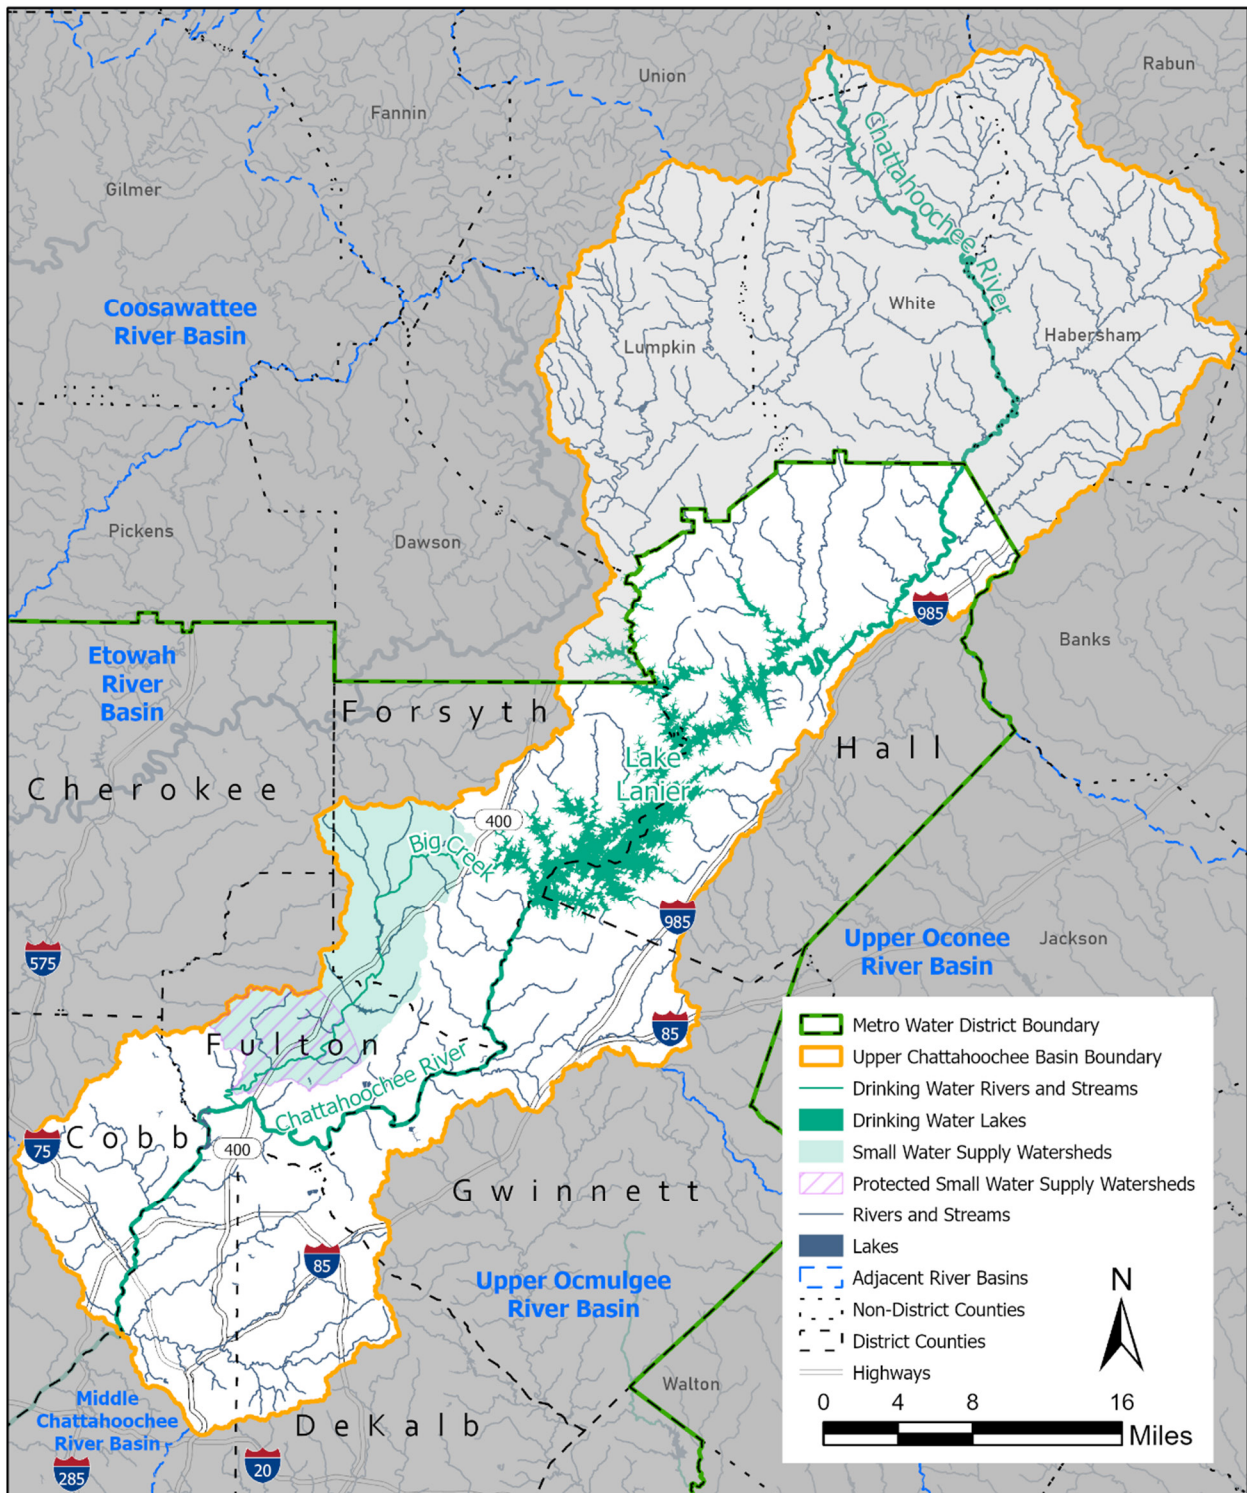 Union
Rabun
Fannin
Gilmer
Chattahoochee River
Coosawattee
River Basin
White
Lumpkin
Habersham
Pickens
Dawson
985
Banks
Etowah
River
Basin
Forsyth
Hall
Lake
Lanier
Cherokee
400
Big Creek
985
575
Upper Oconee
River Basin
Jackson
85
Fulton
Chattahoochee River
Cobb
75
400
Gwinnett
85
Upper Ocmulgee
River Basin
Walton
Middle
Chattahoochee
River Basin
DeKalb
285
20
Metro Water District Boundary
Upper Chattahoochee Basin Boundary
Drinking Water Rivers and Streams
Drinking Water Lakes
Small Water Supply Watersheds
Protected Small Water Supply Watersheds
Rivers and Streams
Lakes
Adjacent River Basins
Non-District Counties
District Counties
Highways
N
0 4 8 16
Miles